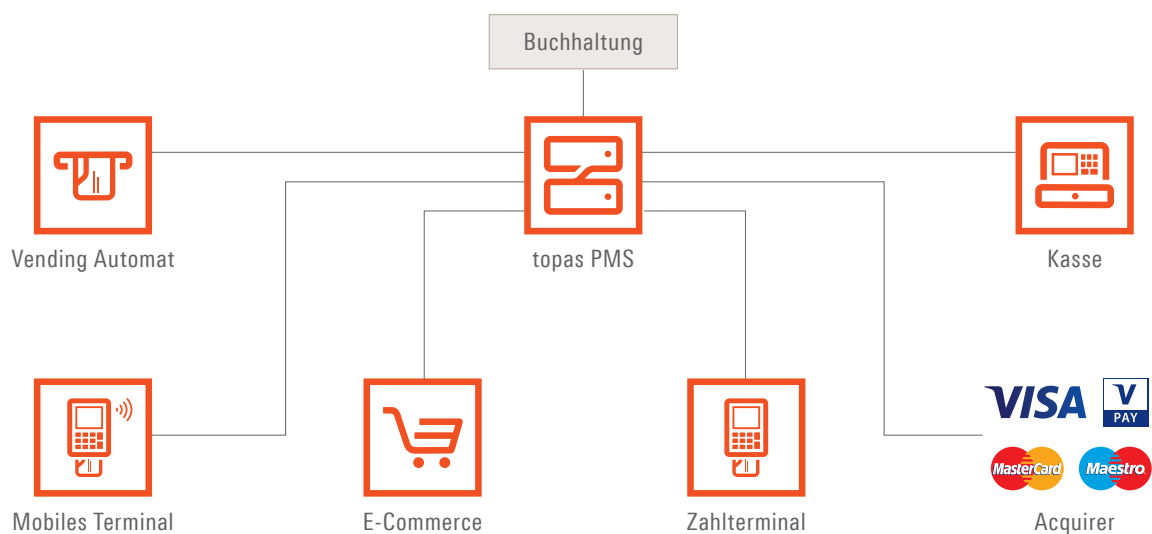 Buchhaltung
Vending Automat
topas PMS
Kasse
VISA
V
PAY
MasterCard
Maestro
Mobiles Terminal
E-Commerce
Zahlterminal
Acquirer